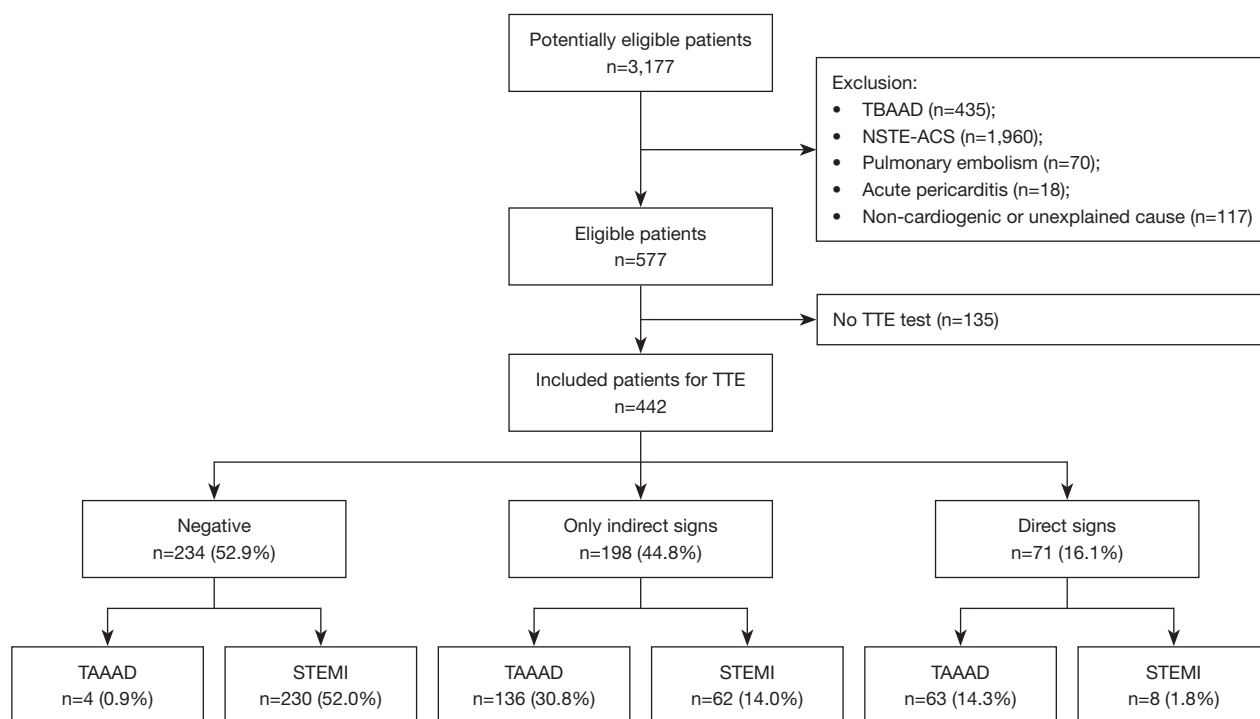 Potentially eligible patients
n=3,177
Exclusion:
• TBAAD (n=435);
• NSTE-ACS (n=1,960);
• Pulmonary embolism (n=70);
• Acute pericarditis (n=18);
• Non-cardiogenic or unexplained cause (n=117)
Eligible patients
n=577
No TTE test (n=135)
Included patients for TTE
n=442
Negative
n=234 (52.9%)
Only indirect signs
n=198 (44.8%)
Direct signs
n=71 (16.1%)
TAAAD
n=4 (0.9%)
STEMI
n=230 (52.0%)
TAAAD
n=136 (30.8%)
STEMI
n=62 (14.0%)
TAAAD
n=63 (14.3%)
STEMI
n=8 (1.8%)